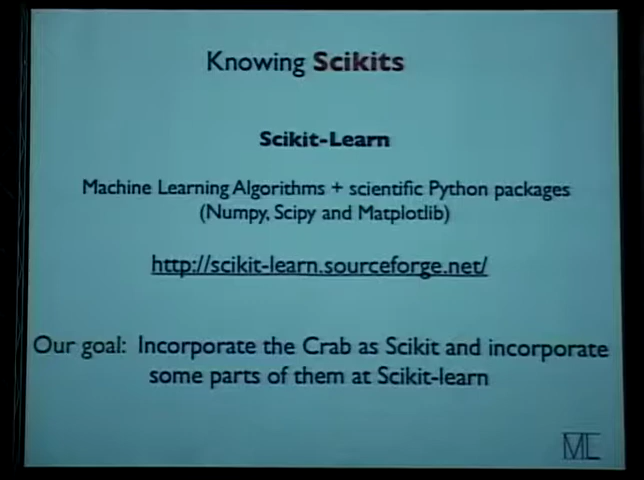 Knowing Scikits
Scikit-Learn
Machine Learning Algorithms + scientific Python packages
(Numpy, Scipy and Matplotlib)
http://scikit-learn.sourceforge.net/
Our goal: Incorporate the Crab as Scikit and incorporate
some parts of them at Scikit-learn